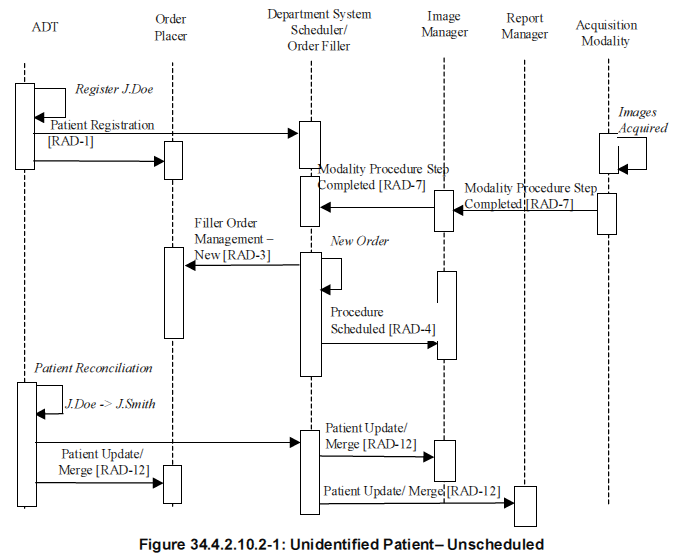 ADT
Order
Placer
Department System
Scheduler/
Order Filler
Image
Manager
Report
Manager
Acquisition
Modality
Register J.Doe
Images
Acquired
Patient Registration
[RAD-1]
Modality Procedure Step
Completed [RAD-7]
Modality Procedure Step
Completed [RAD-7]
Filler Order
Management –
New [RAD-3]
New Order
Procedure
Scheduled [RAD-4]
Patient Reconciliation
J.Doe -> J.Smith
Patient Update/
Merge [RAD-12]
Patient Update/
Merge [RAD-12]
Patient Update/ Merge [RAD-12]
Figure 34.4.2.10.2-1: Unidentified Patient– Unscheduled